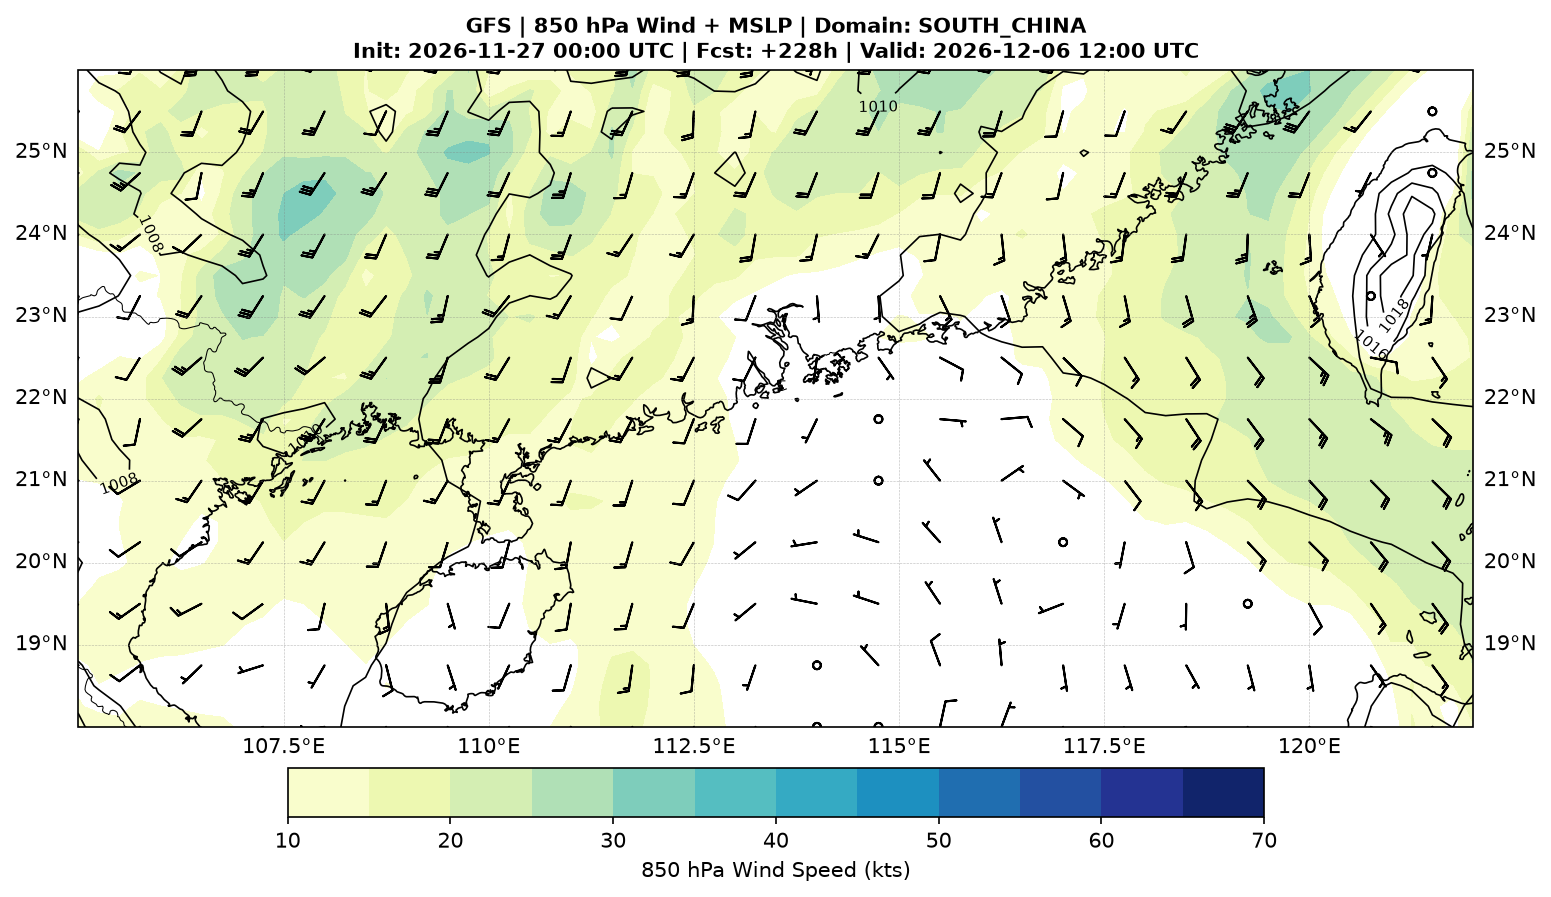 GFS | 850 hPa Wind + MSLP | Domain: SOUTH_CHINA
Init: 2026-11-27 00:00 UTC | Fcst: +228h | Valid: 2026-12-06 12:00 UTC
1010
25°N 25°N
24°N 1008 24°N
23°N 1018 23°N
1016
22°N 22°N
1010
21°N 1008 21°N
20°N 20°N
19°N 19°N
107.5°E 110°E 112.5°E 115°E 117.5°E 120°E
10 20 30 40 50 60 70
850 hPa Wind Speed (kts)